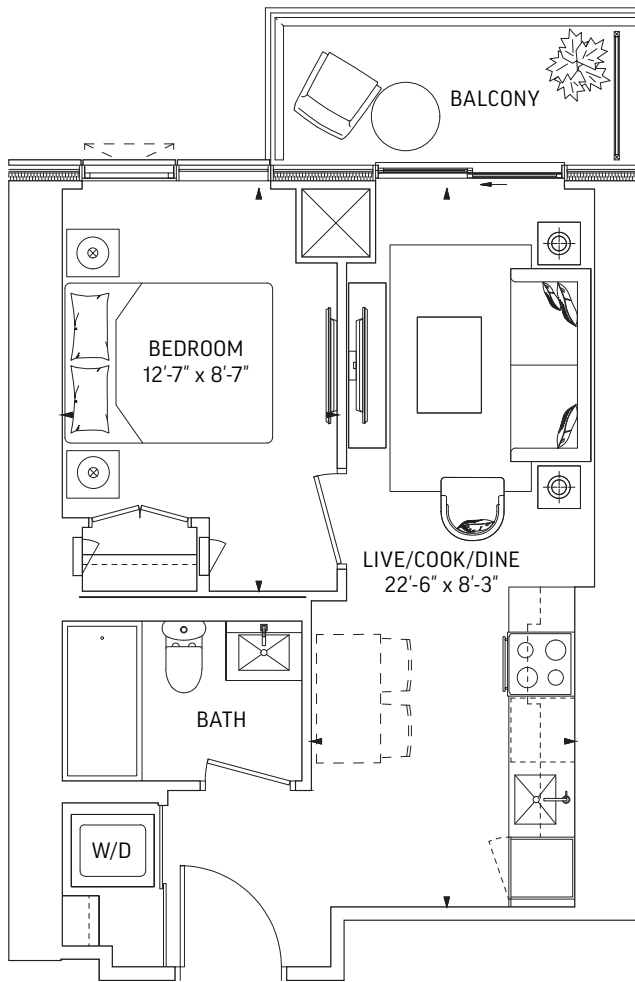 BALCONY
BEDROOM
12'-7" x 8'-7"
LIVE/COOK/DINE
22'-6" x 8'-3"
BATH
W/D